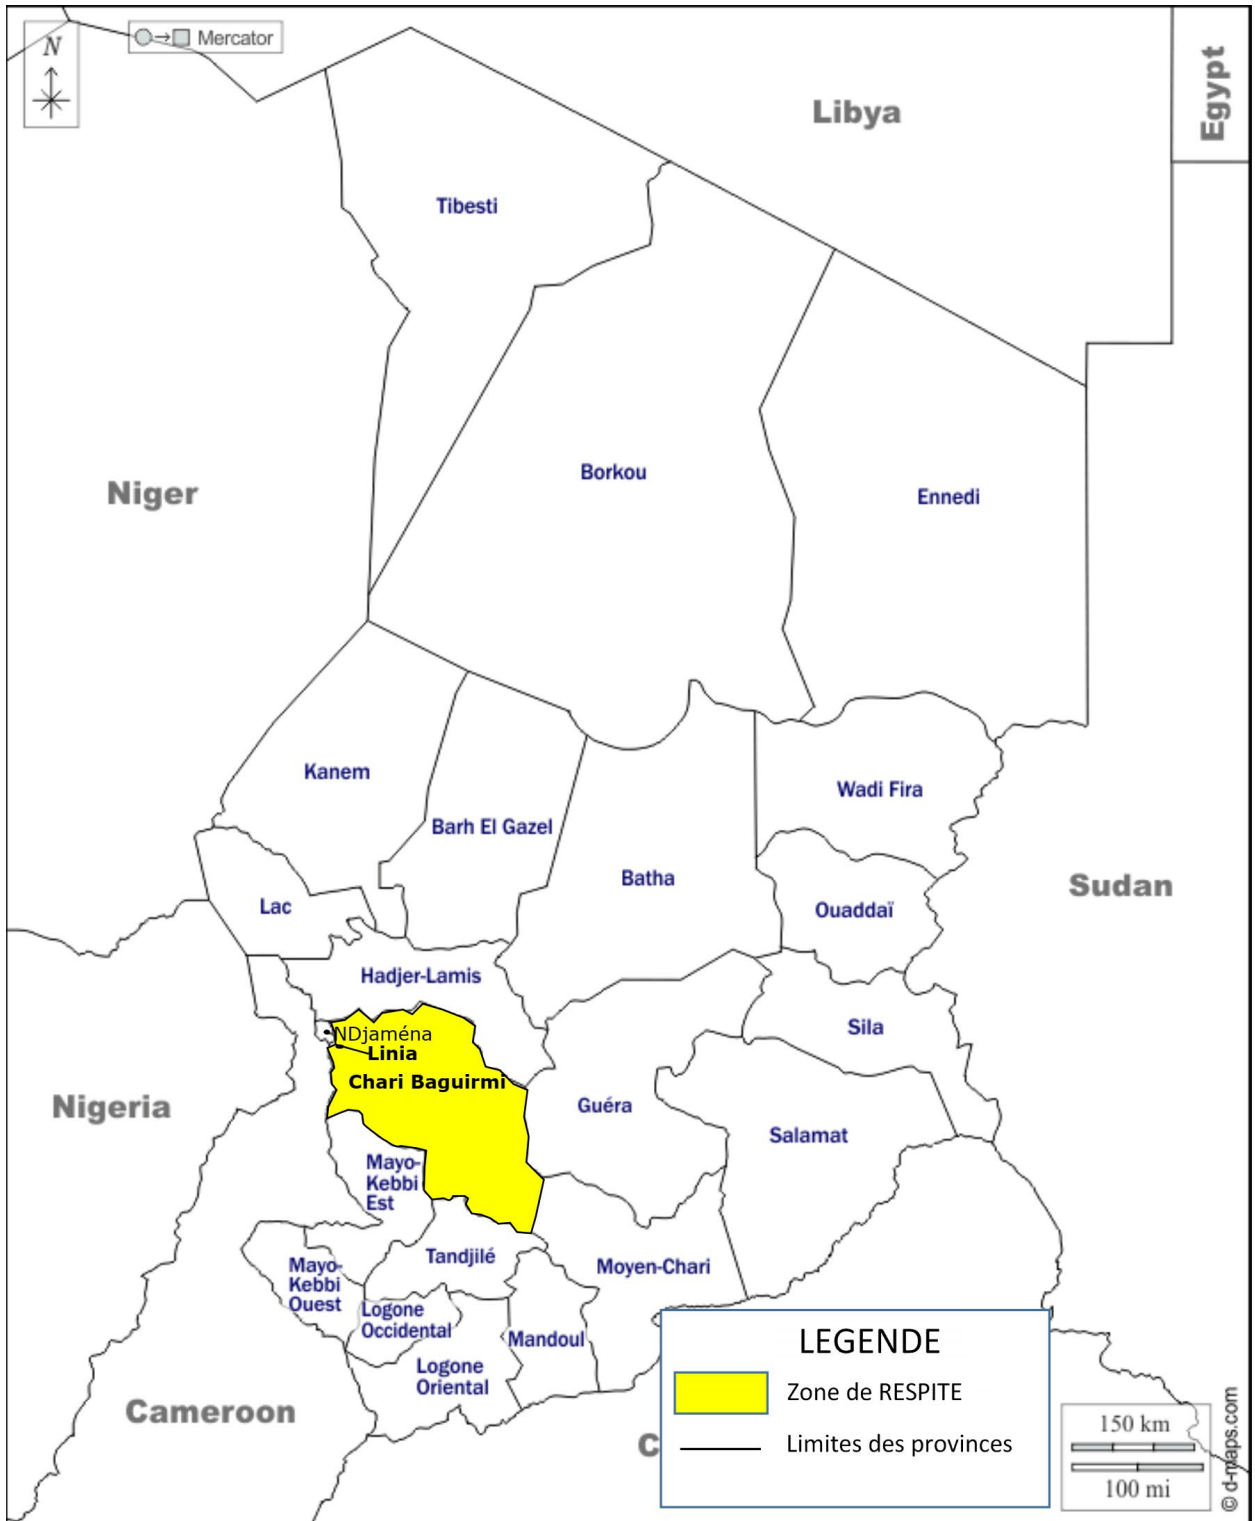 N
Mercator
Libya
Egypt
Tibesti
Borkou
Niger
Ennedi
Kanem
Wadi Fira
Barh El Gazel
Batha
Sudan
Lac
Ouaddaï
Hadjer-Lamis
Sila
NDjaména
Linia
Chari Baguirmi
Nigeria
Guéra
Salamat
Mayo-
Kebbi
Est
Tandjilé
Moyen-Chari
Mayo-
Kebbi
Ouest
Logone
Occidental
Mandoul
Logone
Oriental
Cameroon
C
LEGENDE
Zone de RESPITE
Limites des provinces
150 km
100 mi
© d-maps.com